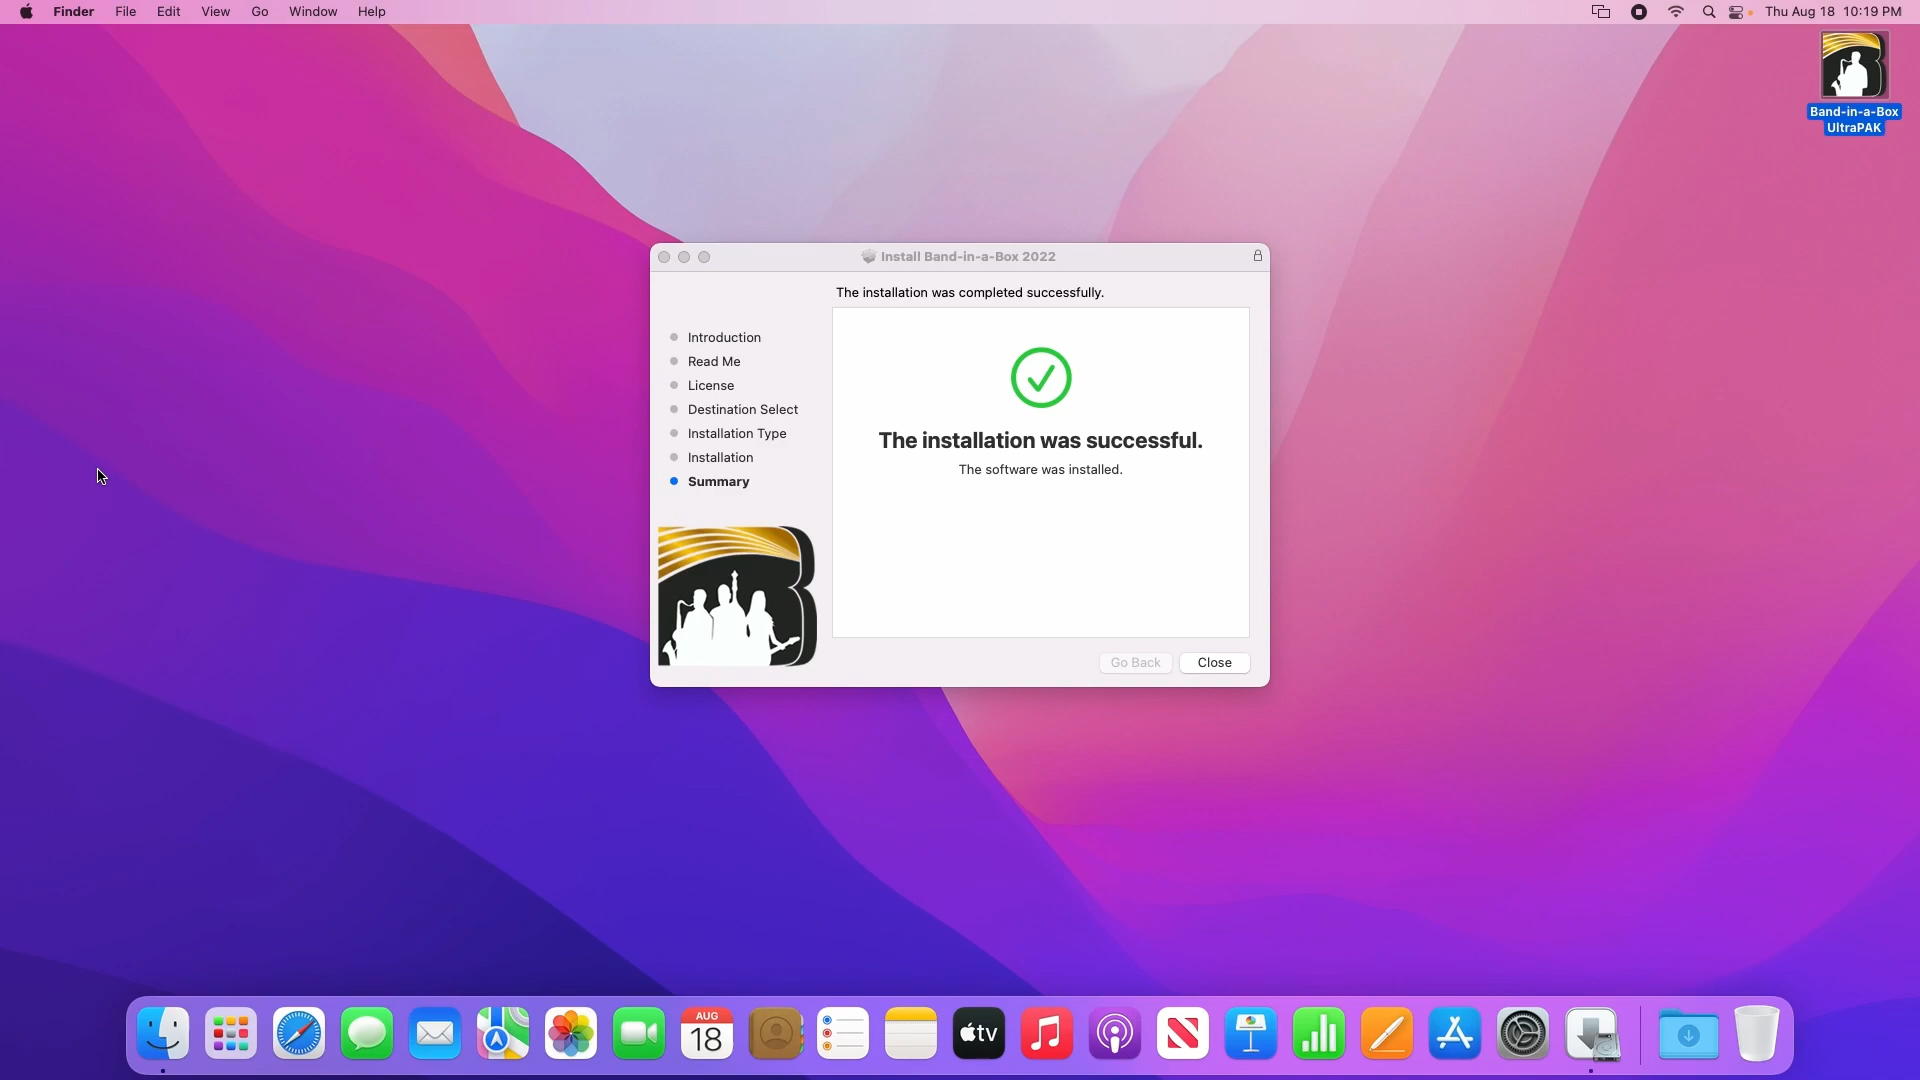 Finder File Edit View Go Window Help
Thu Aug 18 10:19 PM
Band-in-a-Box
UltraPAK
Install Band-in-a-Box 2022
The installation was completed successfully.
Introduction
Read Me
License
Destination Select
Installation Type
Installation
Summary
The installation was successful.
The software was installed.
Go Back
Close
AUG
18
tv